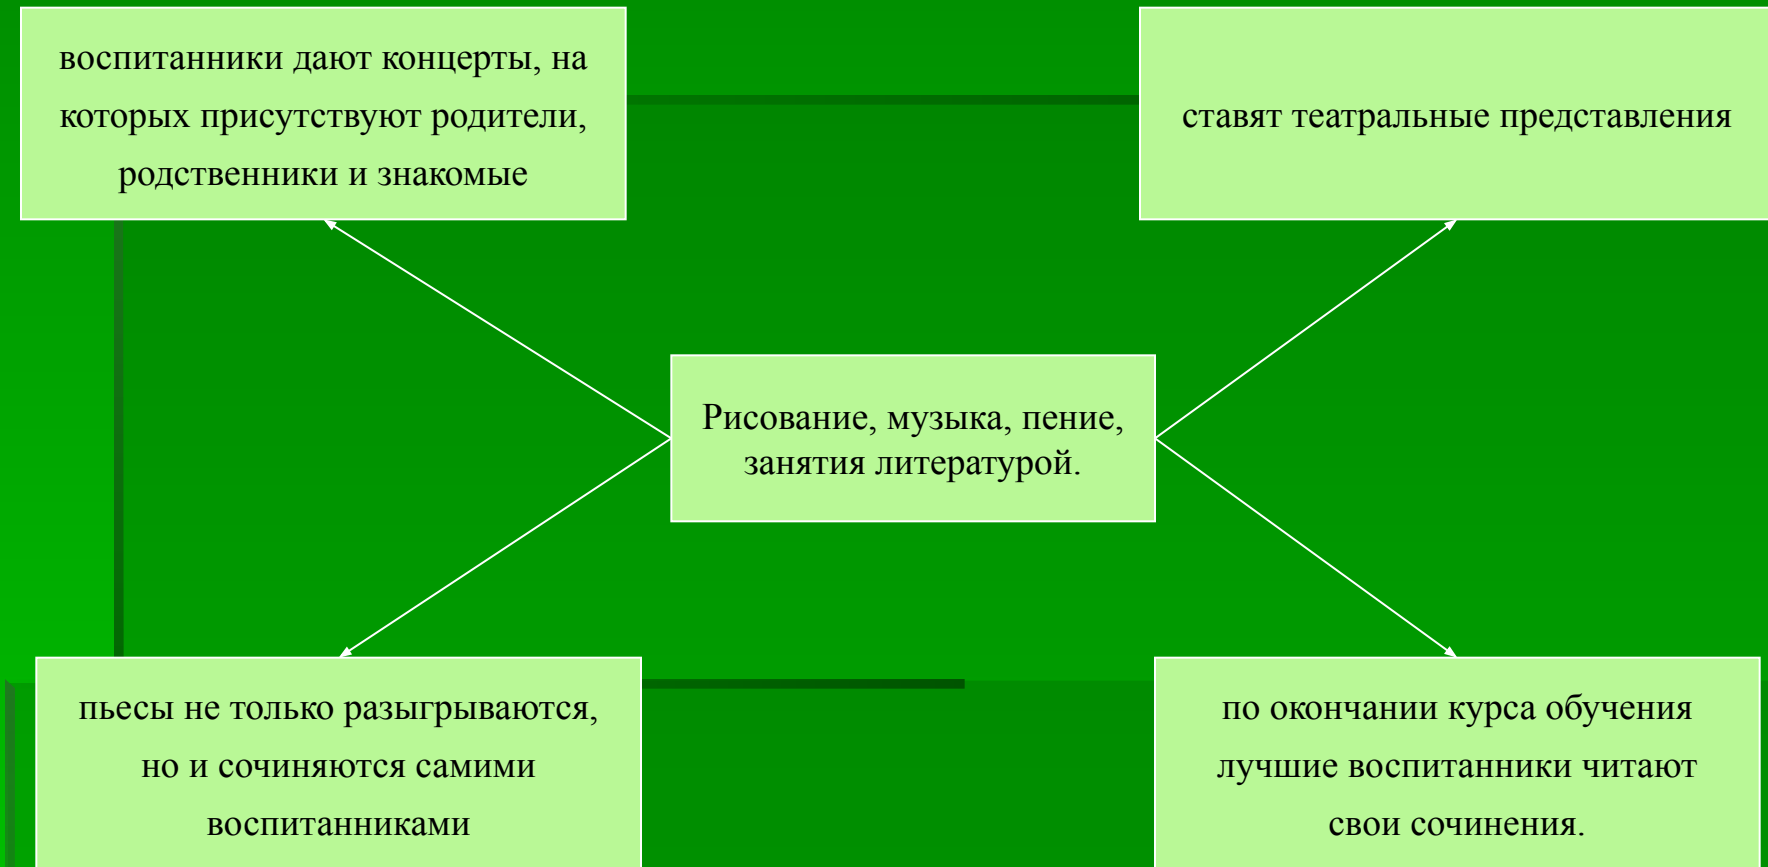 воспитанники дают концерты, на
которых присутствуют родители,
родственники и знакомые
ставят театральные представления
Рисование, музыка, пение,
занятия литературой.
пьесы не только разыгрываются,
но и сочиняются самими
воспитанниками
по окончании курса обучения
лучшие воспитанники читают
свои сочинения.